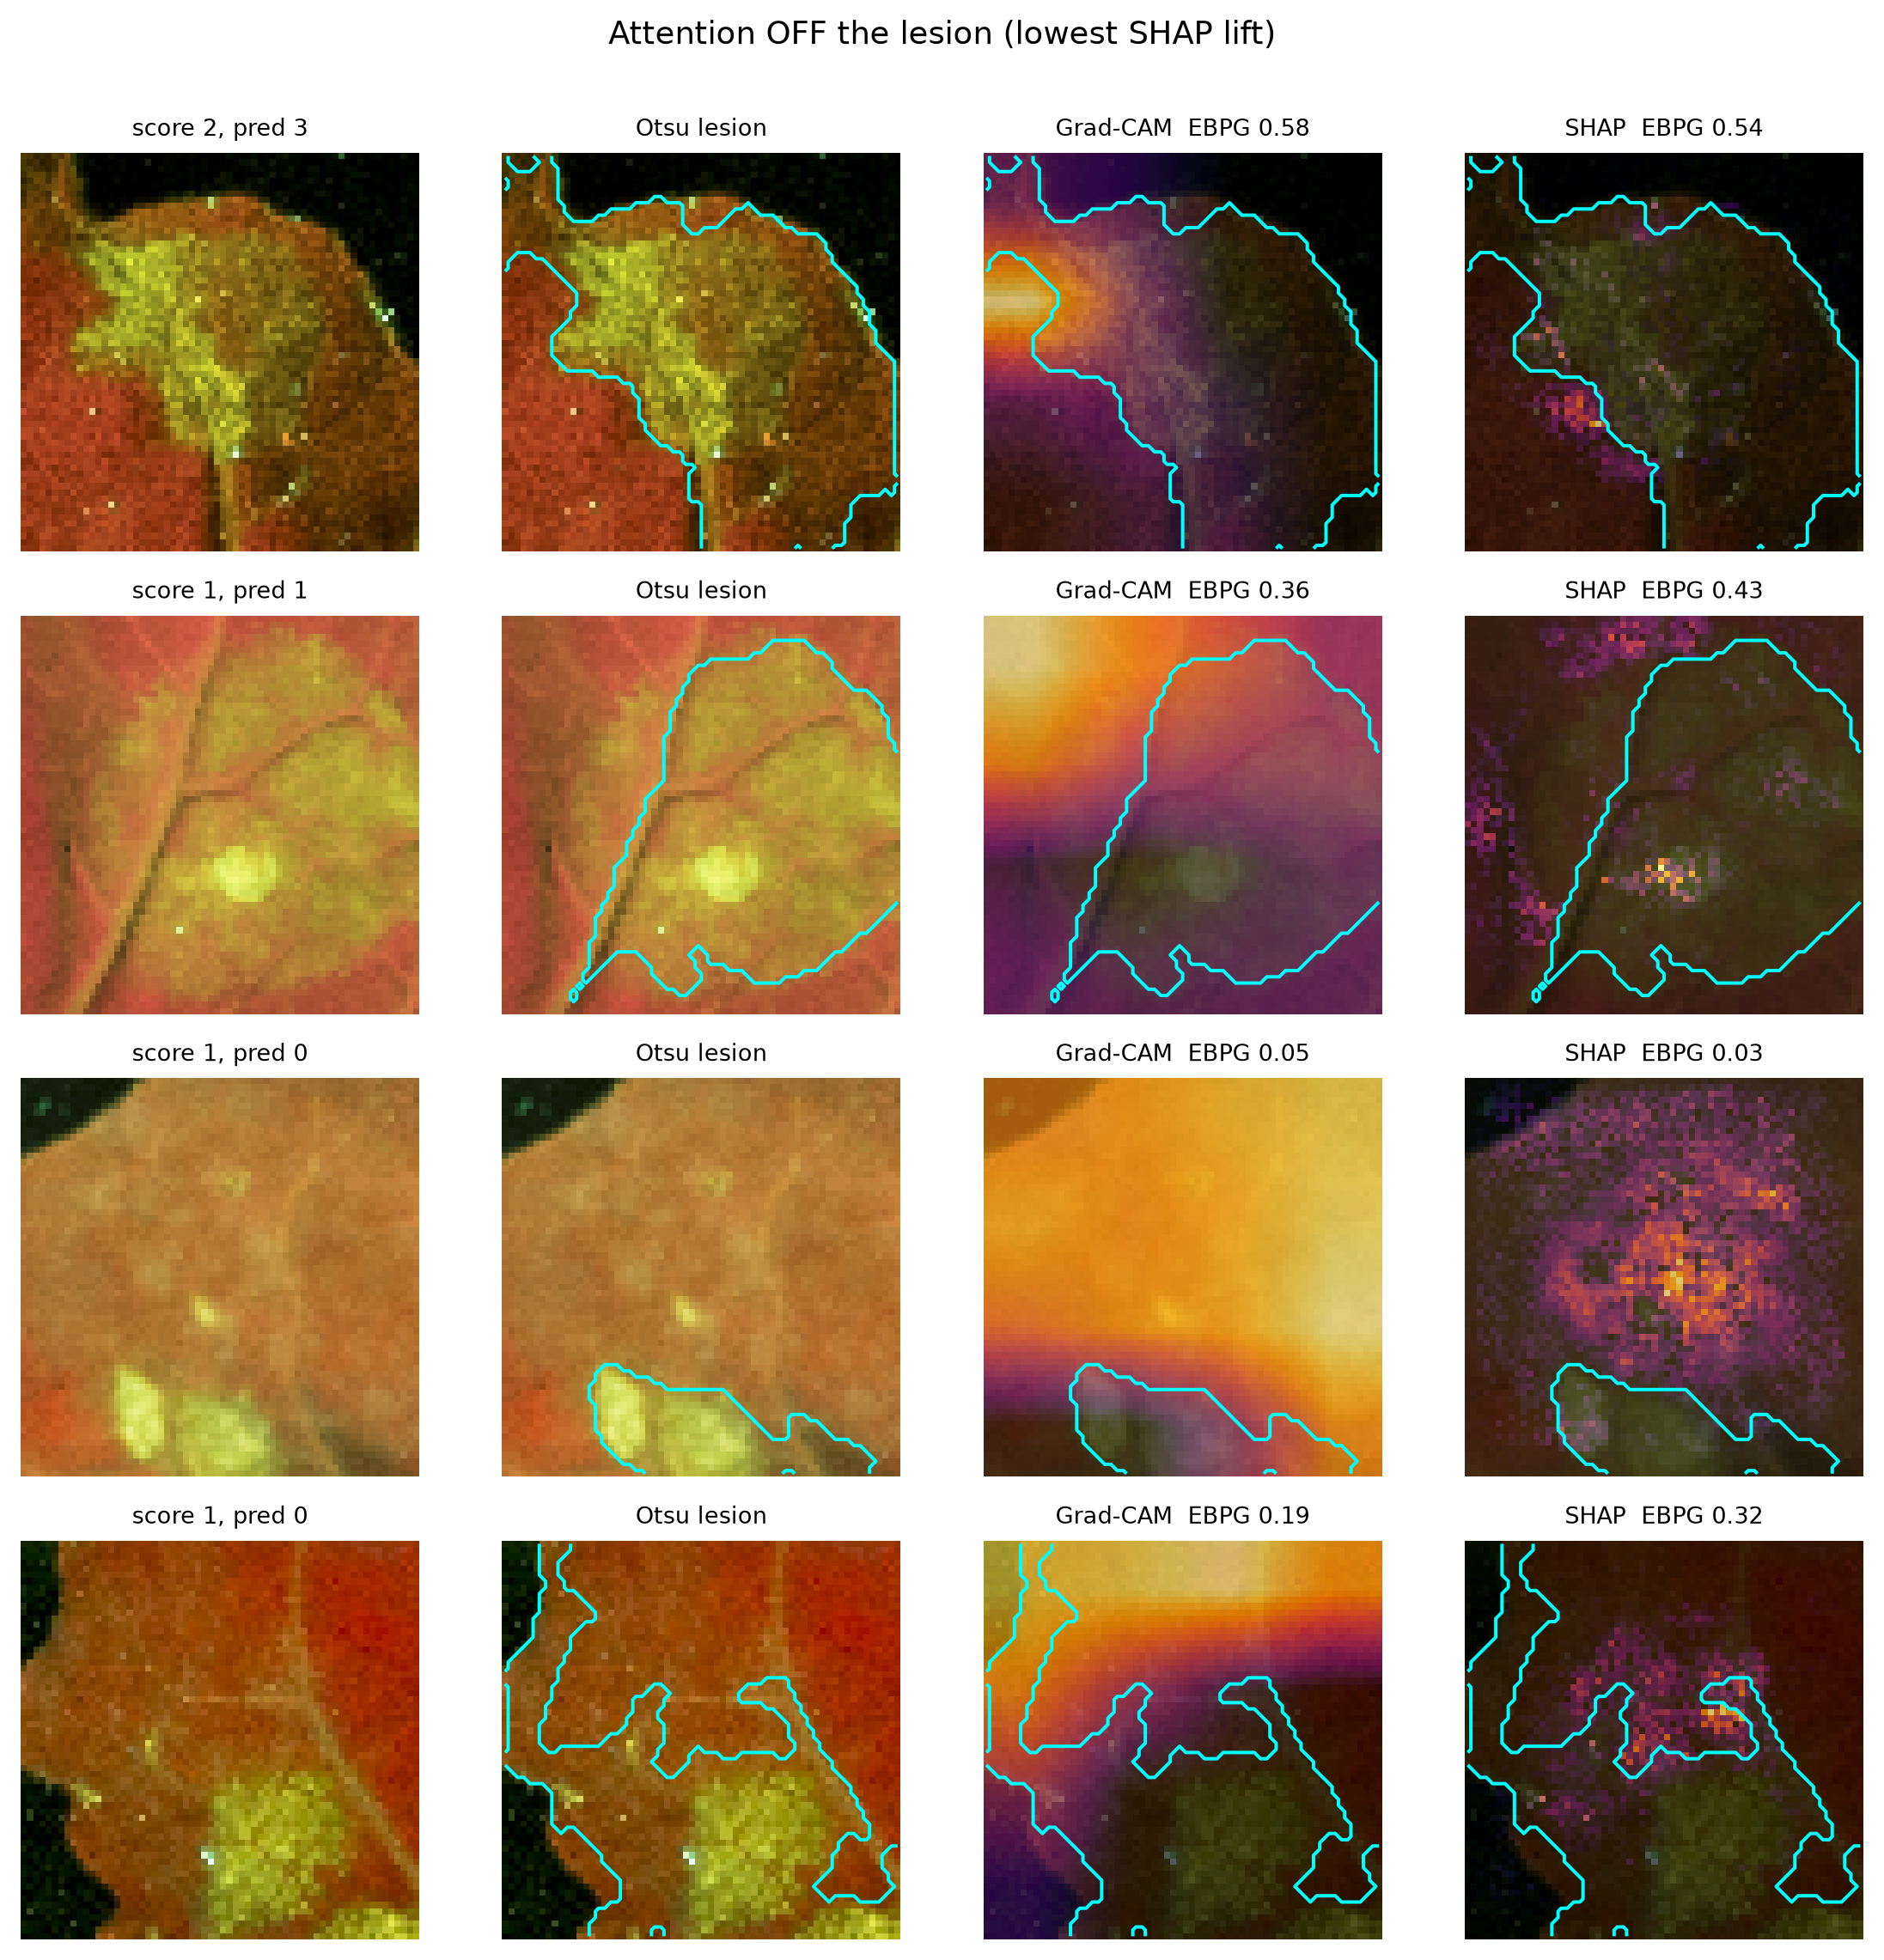 Attention OFF the lesion (lowest SHAP lift)
score 2, pred 3
Otsu lesion
Grad-CAM  EBPG 0.58
SHAP  EBPG 0.54
score 1, pred 1
Otsu lesion
Grad-CAM  EBPG 0.36
SHAP  EBPG 0.43
score 1, pred 0
Otsu lesion
Grad-CAM  EBPG 0.05
SHAP  EBPG 0.03
score 1, pred 0
Otsu lesion
Grad-CAM  EBPG 0.19
SHAP  EBPG 0.32